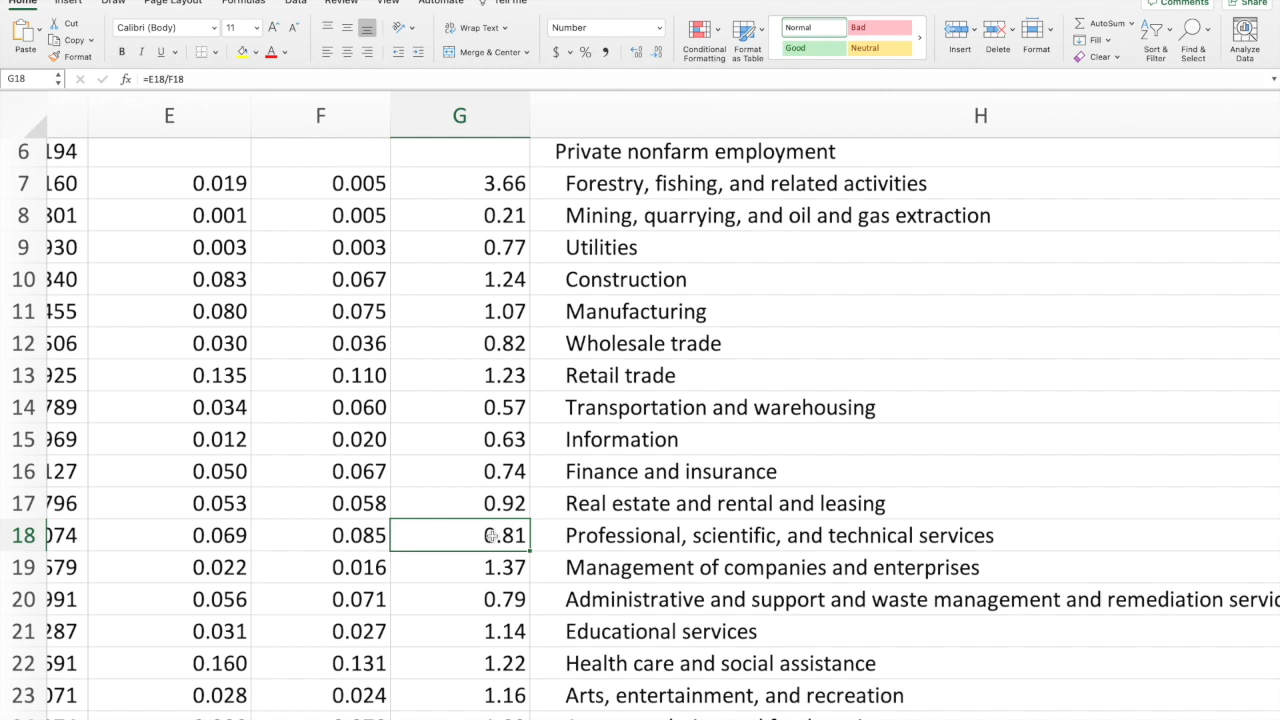 Home Insert Draw Page Layout Formulas Data Review View Automate Tell me Comments Share
Paste Cut Copy Format
Calibri (Body) 11 A A B I U A
ab Wrap Text Merge & Center
Number $ % 9
Conditional Formatting Format as Table
Normal Bad Good Neutral
Insert Delete Format
AutoSum Fill Clear Sort & Filter Find & Select Analyze Data
G18 fx =E18/F18
E F G H
6 194 Private nonfarm employment
7 160 0.019 0.005 3.66 Forestry, fishing, and related activities
8 301 0.001 0.005 0.21 Mining, quarrying, and oil and gas extraction
9 930 0.003 0.003 0.77 Utilities
10 340 0.083 0.067 1.24 Construction
11 455 0.080 0.075 1.07 Manufacturing
12 506 0.030 0.036 0.82 Wholesale trade
13 925 0.135 0.110 1.23 Retail trade
14 789 0.034 0.060 0.57 Transportation and warehousing
15 969 0.012 0.020 0.63 Information
16 127 0.050 0.067 0.74 Finance and insurance
17 796 0.053 0.058 0.92 Real estate and rental and leasing
18 074 0.069 0.085 0.81 Professional, scientific, and technical services
19 579 0.022 0.016 1.37 Management of companies and enterprises
20 991 0.056 0.071 0.79 Administrative and support and waste management and remediation servic
21 287 0.031 0.027 1.14 Educational services
22 591 0.160 0.131 1.22 Health care and social assistance
23 071 0.028 0.024 1.16 Arts, entertainment, and recreation